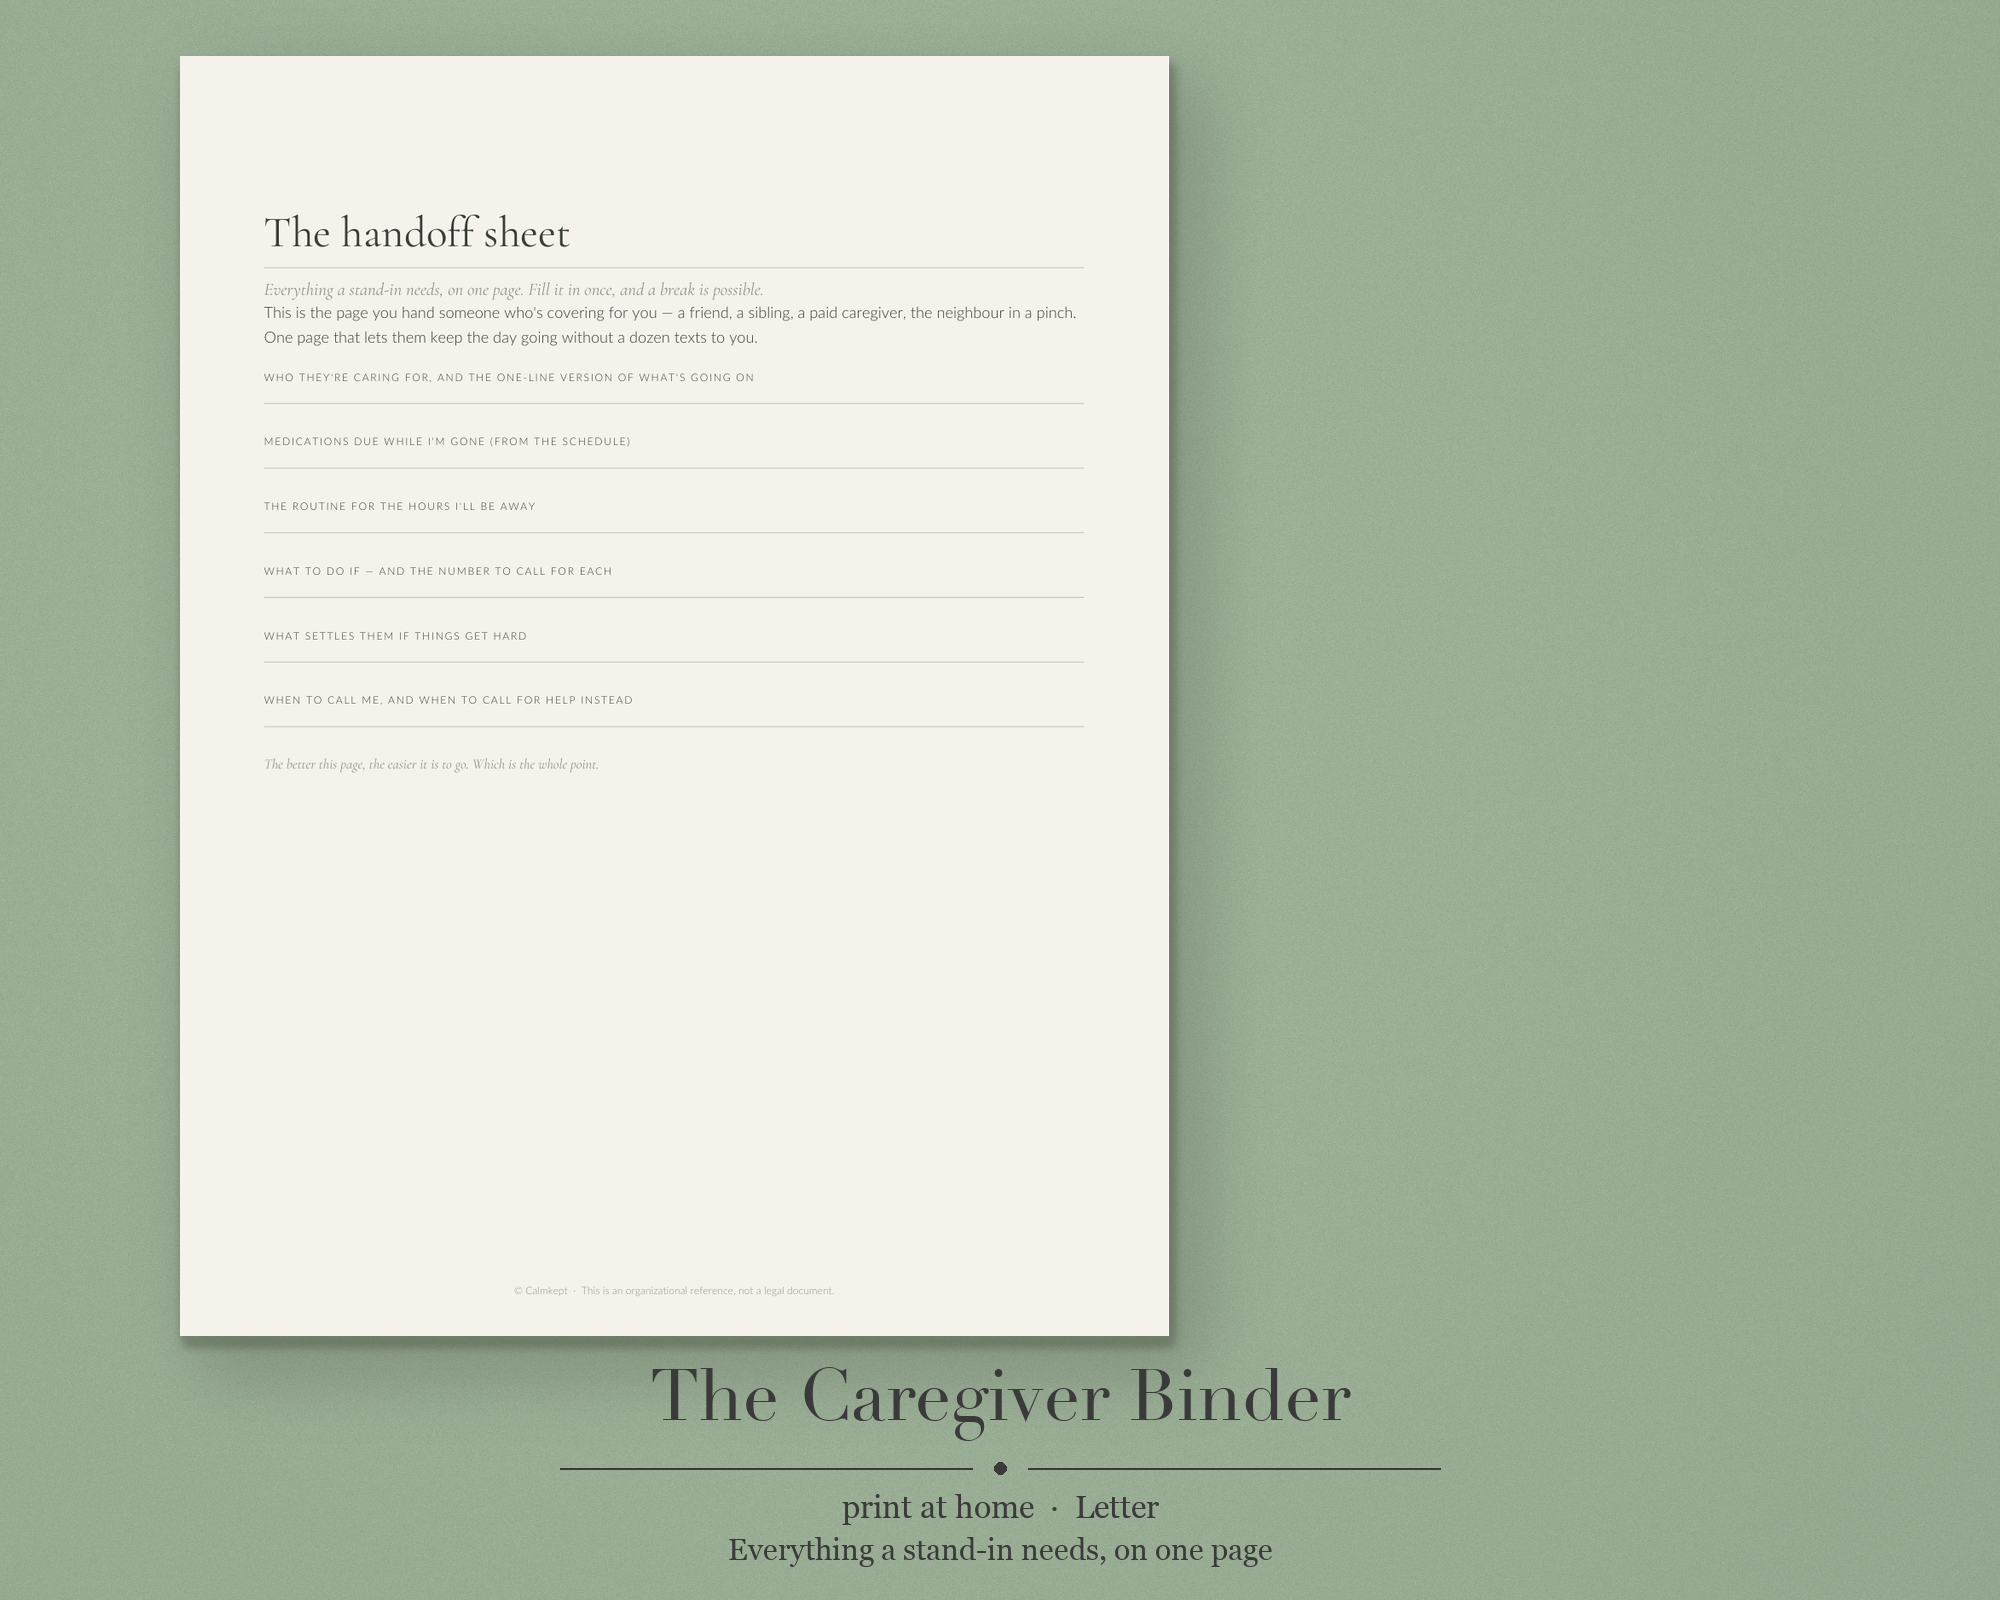 The handoff sheet
Everything a stand-in needs, on one page. Fill it in once, and a break is possible.
This is the page you hand someone who's covering for you — a friend, a sibling, a paid caregiver, the neighbour in a pinch.
One page that lets them keep the day going without a dozen texts to you.
WHO THEY'RE CARING FOR, AND THE ONE-LINE VERSION OF WHAT'S GOING ON
MEDICATIONS DUE WHILE I'M GONE (FROM THE SCHEDULE)
THE ROUTINE FOR THE HOURS I'LL BE AWAY
WHAT TO DO IF — AND THE NUMBER TO CALL FOR EACH
WHAT SETTLES THEM IF THINGS GET HARD
WHEN TO CALL ME, AND WHEN TO CALL FOR HELP INSTEAD
The better this page, the easier it is to go. Which is the whole point.
© Calmkept · This is an organizational reference, not a legal document.
The Caregiver Binder
print at home · Letter
Everything a stand-in needs, on one page